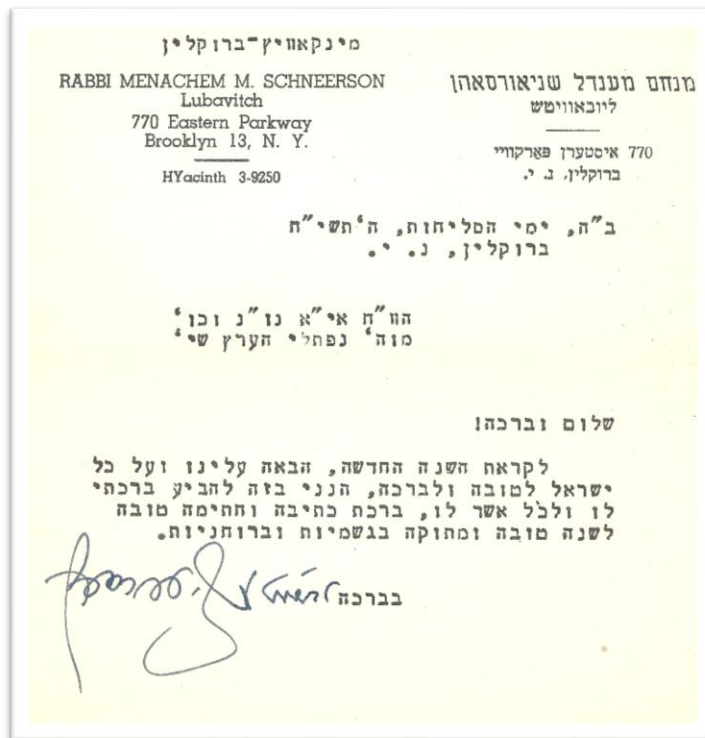 מינקאוויץ-ברוקלין
RABBI MENACHEM M. SCHNEERSON
Lubavitch
770 Eastern Parkway
Brooklyn 13, N. Y.
HYacinth 3-9250
מנחם מענדל שניאורסאהן
ליובאוויטש
770 איסטערן פארקוויי
ברוקלין, נ. י.
ב"ה, ימי הסליחות, ה'תשי"ח
ברוקלין, נ. י.
הוו"ח אי"א נו"נ וכו'
מוה' נפתלי הערץ שי'
שלום וברכה!
לקראת השנה החדשה, הבאה עלינו ועל כל
ישראל לטובה ולברכה, הנני בזה להביע ברכתי
לו ולכל אשר לו, ברכת כתיבה וחתימה טובה
לשנה טובה ומתוקה בגשמיות וברוחניות.
בברכה